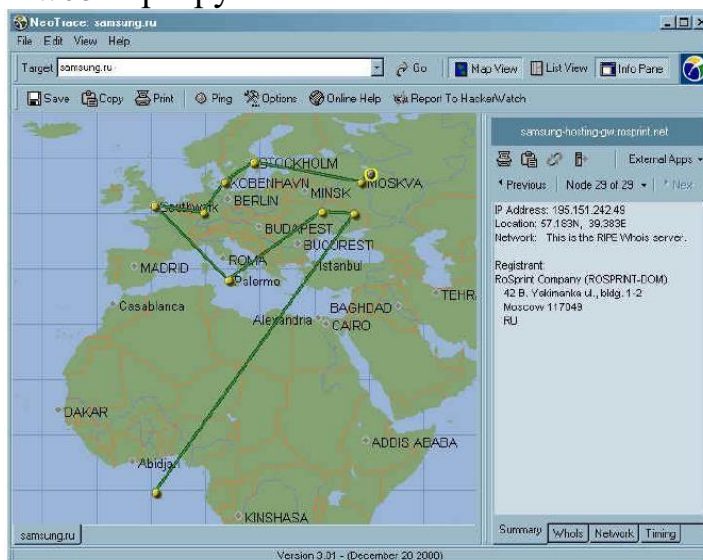 NeoTrace: samsung.ru
File Edit View Help
Target samsung.ru Go Map View List View Info Pane
Save Copy Print Ping Options Online Help Report To HackerWatch
samsung-hosting-gw.rosprint.net
External Apps
Previous Node 29 of 29
IP Address: 195.151.242.49
Location: 57.183N, 39.383E
Network: This is the RIPE Whois server.
Registrant:
RoSprint Company (ROSPRINT-DOM)
42 B. Yakimanka ul., bldg. 1-2
Moscow 117049
RU
STOCKHOLM
KOBENHAVN
MOSKVA
MINSK
BERLIN
Southwark
BUDAPEST
BUCURESTI
ROMA
MADRID
Istanbul
Palermo
TEHR
Casablanca
BAGHDAD
Alexandria
CAIRO
DAKAR
ADDIS ABABA
Abidjan
KINSHASA
samsung.ru
Summary WhoIs Network Timing
Version 3.01 - (December 20 2000)